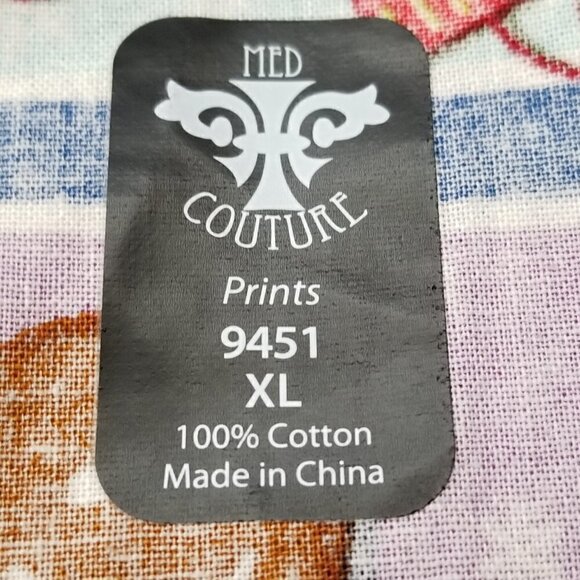 MED
COUTURE
Prints
9451
XL
100% Cotton
Made in China